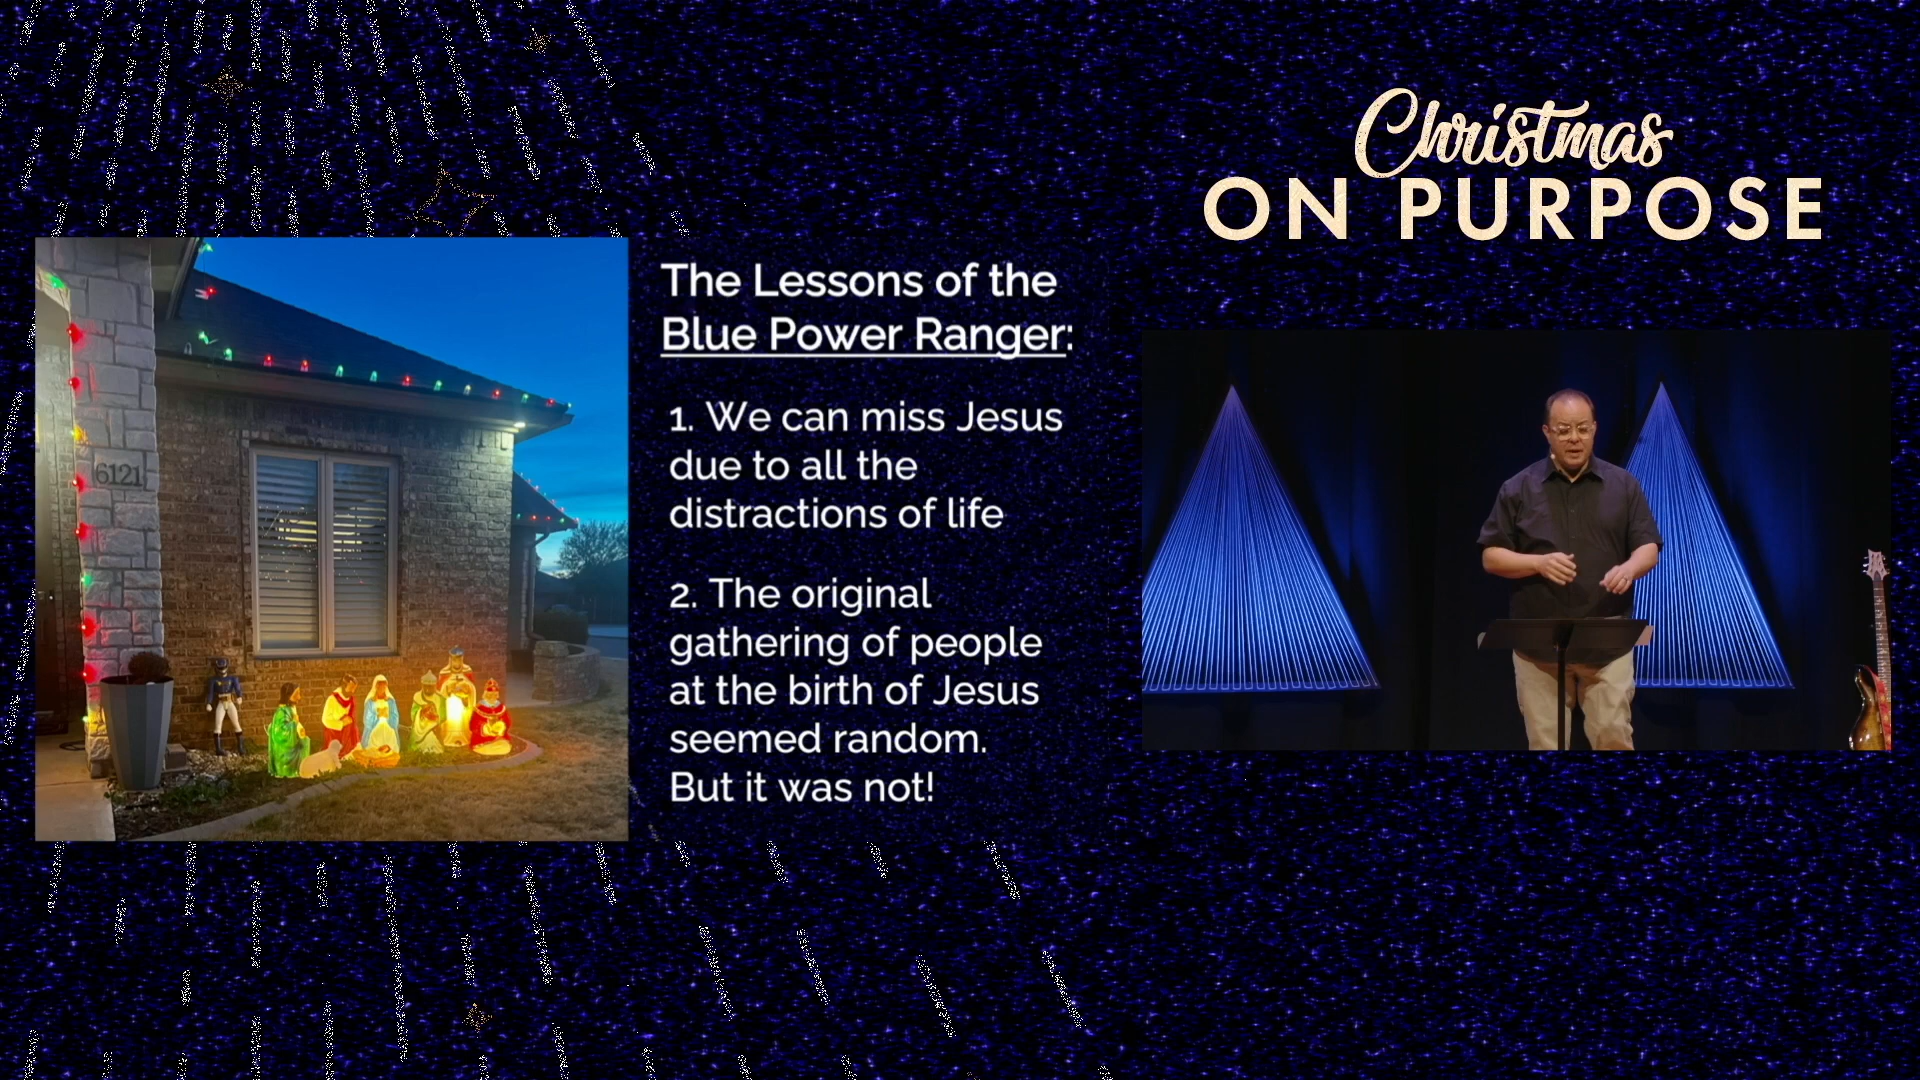 Christmas
ON PURPOSE
The Lessons of the
Blue Power Ranger:
1. We can miss Jesus
due to all the
distractions of life
2. The original
gathering of people
at the birth of Jesus
seemed random.
But it was not!
6121